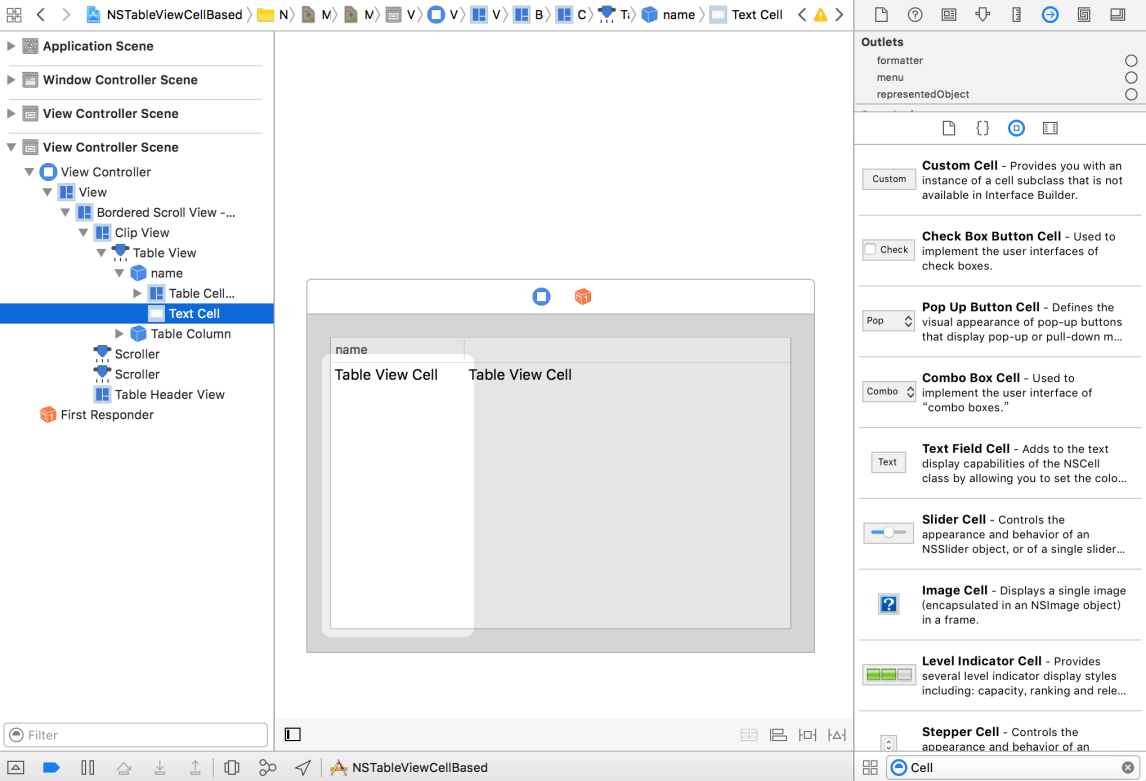 NSTableViewCellBased
N
M
M
V
V
V
B
C
Ta
name
Text Cell
Application Scene
Window Controller Scene
View Controller Scene
View Controller Scene
View Controller
View
Bordered Scroll View -...
Clip View
Table View
name
Table Cell...
Text Cell
Table Column
Scroller
Scroller
Table Header View
First Responder
Filter
name
Table View Cell
Table View Cell
NSTableViewCellBased
Outlets
formatter
menu
representedObject
Custom
Custom Cell - Provides you with an
instance of a cell subclass that is not
available in Interface Builder.
Check
Check Box Button Cell - Used to
implement the user interfaces of
check boxes.
Pop
Pop Up Button Cell - Defines the
visual appearance of pop-up buttons
that display pop-up or pull-down m...
Combo
Combo Box Cell - Used to
implement the user interface of
“combo boxes.”
Text
Text Field Cell - Adds to the text
display capabilities of the NSCell
class by allowing you to set the colo...
Slider Cell - Controls the
appearance and behavior of an
NSSlider object, or of a single slider...
Image Cell - Displays a single image
(encapsulated in an NSImage object)
in a frame.
Level Indicator Cell - Provides
several level indicator display styles
including: capacity, ranking and rele...
Stepper Cell - Controls the
appearance and behavior of an
Cell